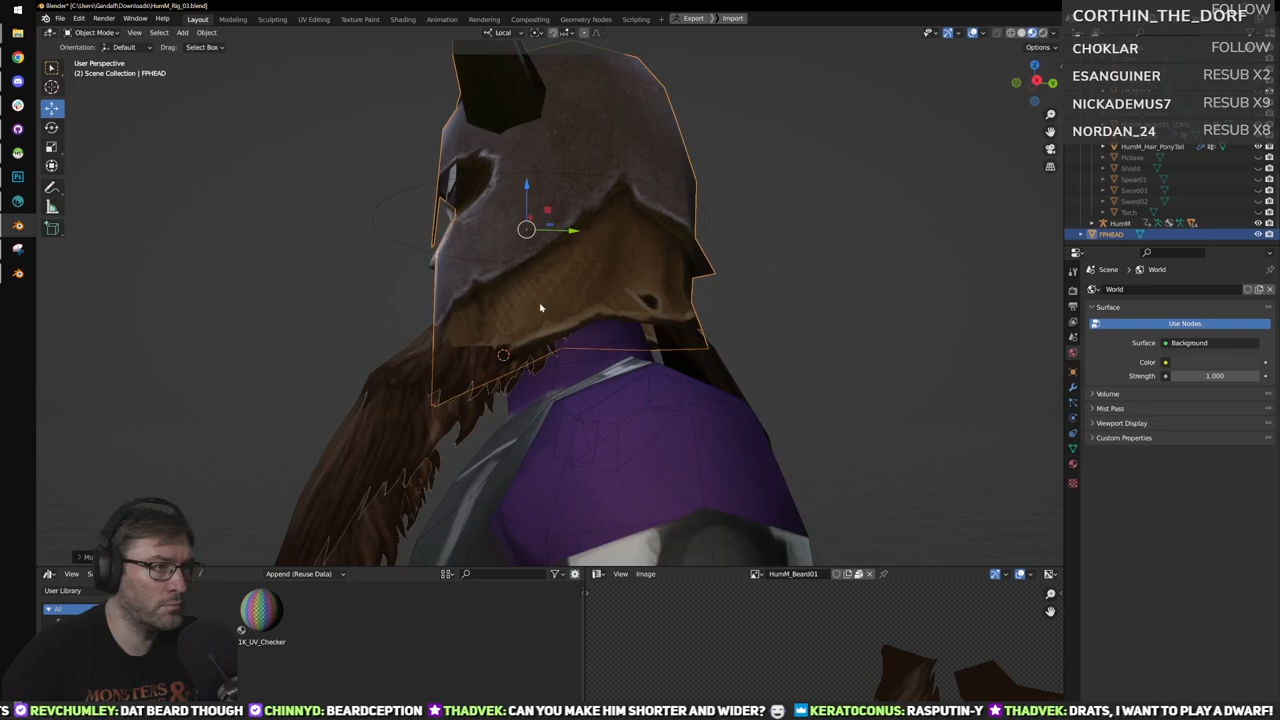 Blender* [C:\Users\Gandalf\Downloads\HumM_Rig_03.blend]
File Edit Render Window Help
Layout Modeling Sculpting UV Editing Texture Paint Shading Animation Rendering Compositing Geometry Nodes Scripting
Export Import
Object Mode View Select Add Object
Local
Orientation: Default Drag: Select Box
Options
User Perspective
(2) Scene Collection | FPHEAD
FOLLOW
CORTHIN_THE_DORF
CHOKLAR FOLLOW
ESANGUINER RESUB X2
NICKADEMUS7 RESUB X9
NORDAN_24 RESUB X8
HumM_Hair_PonyTail
Pickaxe
Shield
Spear01
Sword01
Sword02
Torch
HumM
FPHEAD
Scene World
World
Surface
Use Nodes
Surface Background
Color
Strength 1.000
Volume
Mist Pass
Viewport Display
Custom Properties
View
Append (Reuse Data)
User Library
All
1K_UV_Checker
View Image
HumM_Beard01
MONSTERS &
REVCHUMLEY: DAT BEARD THOUGH CHINNYD: BEARDCEPTION THADVEK: CAN YOU MAKE HIM SHORTER AND WIDER? KERATOCONUS: RASPUTIN-Y THADVEK: DRATS, I WANT TO PLAY A DWARF!